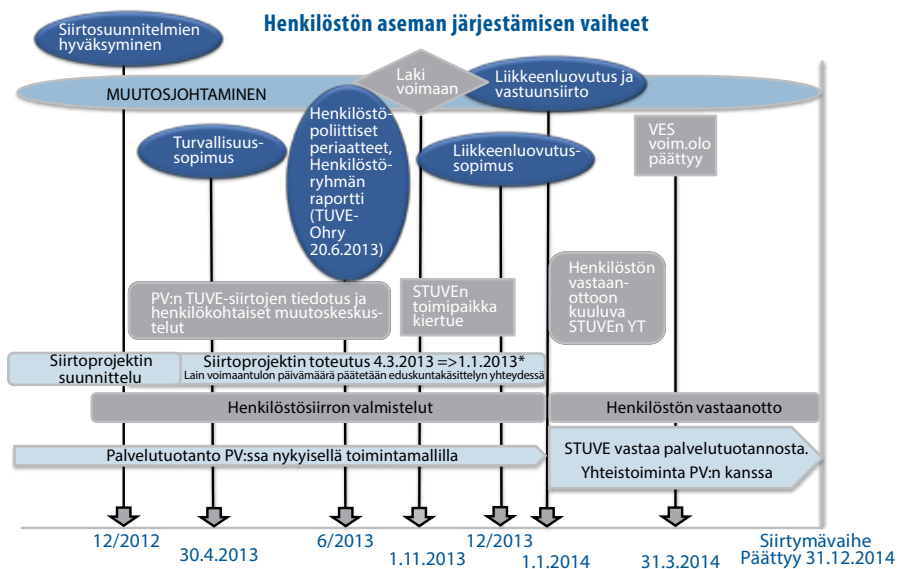 Henkilöstön aseman järjestämisen vaiheet
Siirtosuunnitelmien
hyväksyminen
Laki
voimaan
Liikkeenluovutus ja
vastuunsiirto
MUUTOSJOHTAMINEN
Turvallisuus-
sopimus
Henkilöstö-
poliittiset
periaatteet,
Henkilöstö-
ryhmän
raportti
(TUVE-
Ohry
20.6.2013)
Liikkeenluovutus-
sopimus
VES
voim.olo
päättyy
PV:n TUVE-siirtojen tiedotus ja
henkilökohtaiset muutoskeskus-
telut
STUVEn
toimipaikka
kiertue
Henkilöstön
vastaan-
ottoon
kuuluva
STUVEn YT
Siirtoprojektin
suunnittelu
Siirtoprojektin toteutus 4.3.2013 =>1.1.2013*
Lain voimaantulon päivämäärä päätetään eduskuntakäsittelyn yhteydessä
Henkilöstösiirron valmistelut
Henkilöstön vastaanotto
Palvelutuotanto PV:ssa nykyisellä toimintamallilla
STUVE vastaa palvelutuotannosta.
Yhteistoiminta PV:n kanssa
12/2012
30.4.2013
6/2013
1.11.2013
12/2013
1.1.2014
31.3.2014
Siirtymävaihe
Päättyy 31.12.2014